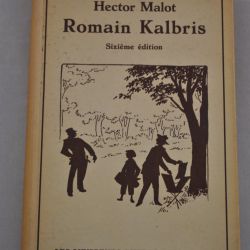 Hector Malot
Romain Kalbris
Sixième édition